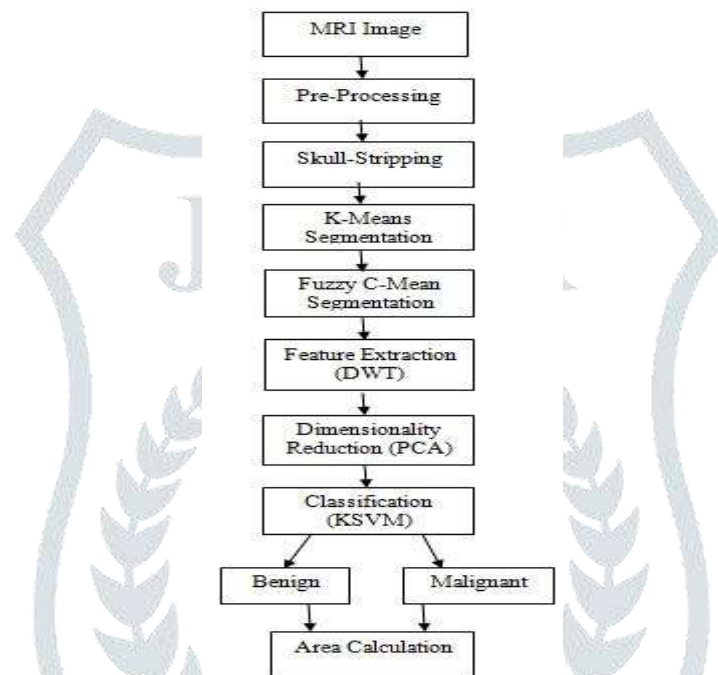 MRI Image
Pre-Processing
Skull-Stripping
K-Means
Segmentation
Fuzzy C-Mean
Segmentation
Feature Extraction
(DWT)
Dimensionality
Reduction (PCA)
Classification
(KSVM)
Benign
Malignant
Area Calculation